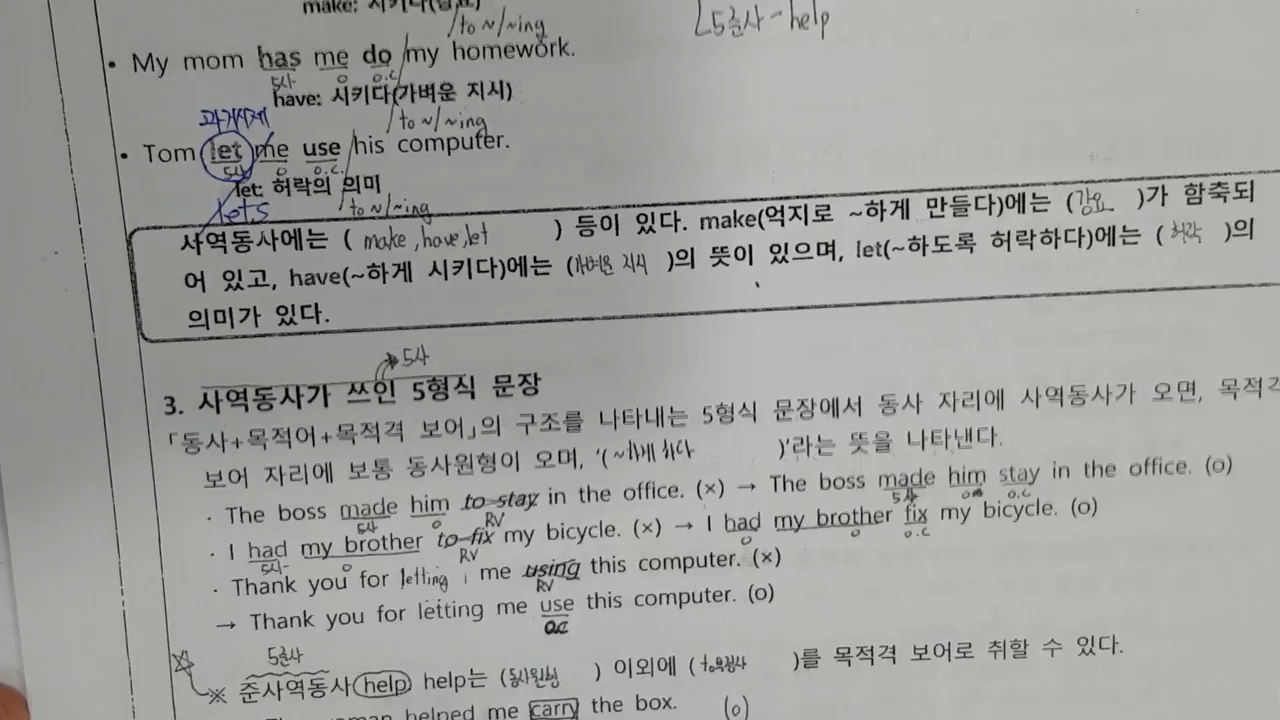 make: 시키다(강요)
/to ~/~ing
5준사-help
• My mom has me do my homework.
5사 o o.c
have: 시키다(가벼운 지시)
과거시제
/to ~/~ing
• Tom let me use his computer.
5사 o o.c.
let: 허락의 의미
lets
to ~/~ing
사역동사에는 ( make, have, let ) 등이 있다. make(억지로 ~하게 만들다)에는 (강요 )가 함축되
어 있고, have(~하게 시키다)에는 (가벼운 지시 )의 뜻이 있으며, let(~하도록 허락하다)에는 ( 허락 )의
의미가 있다.
5사
3. 사역동사가 쓰인 5형식 문장
「동사+목적어+목적격 보어」의 구조를 나타내는 5형식 문장에서 동사 자리에 사역동사가 오면, 목적격
보어 자리에 보통 동사원형이 오며, '(~하게 하다 )'라는 뜻을 나타낸다.
· The boss made him to stay in the office. (×) → The boss made him stay in the office. (o)
5사 o RV 5사 o o.c
· I had my brother to fix my bicycle. (×) → I had my brother fix my bicycle. (o)
5사 o RV o o o.c
· Thank you for letting me using this computer. (×)
RV
→ Thank you for letting me use this computer. (o)
o.c
5준사
※ 준사역동사 help help는 (동사원형 ) 이외에 ( to부정사 )를 목적격 보어로 취할 수 있다.
helped me carry the box. (o)